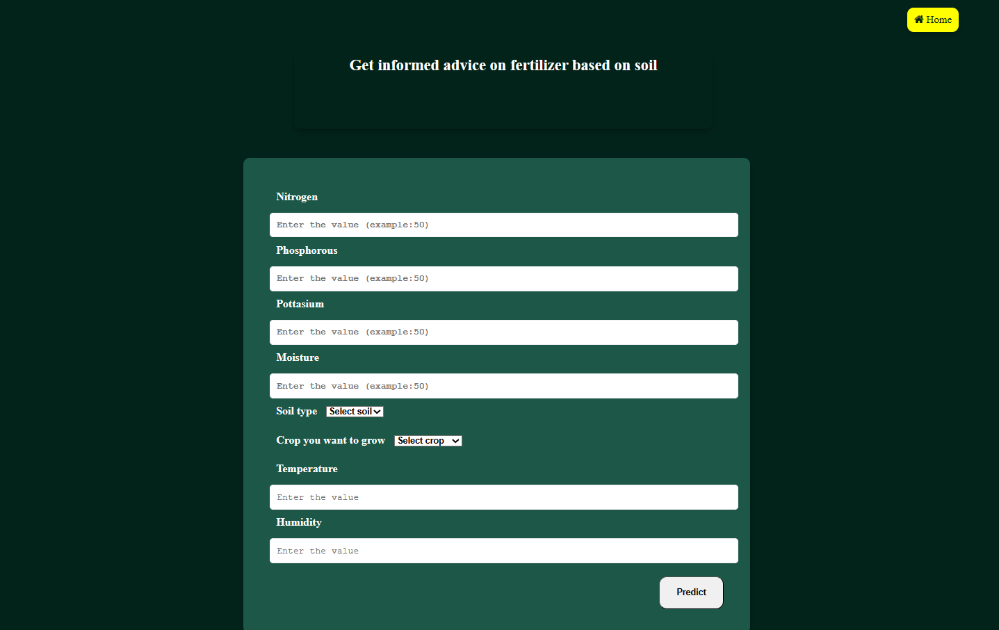 Home
Get informed advice on fertilizer based on soil
Nitrogen
Enter the value (example:50)
Phosphorous
Enter the value (example:50)
Pottasium
Enter the value (example:50)
Moisture
Enter the value (example:50)
Soil type Select soil
Crop you want to grow Select crop
Temperature
Enter the value
Humidity
Enter the value
Predict